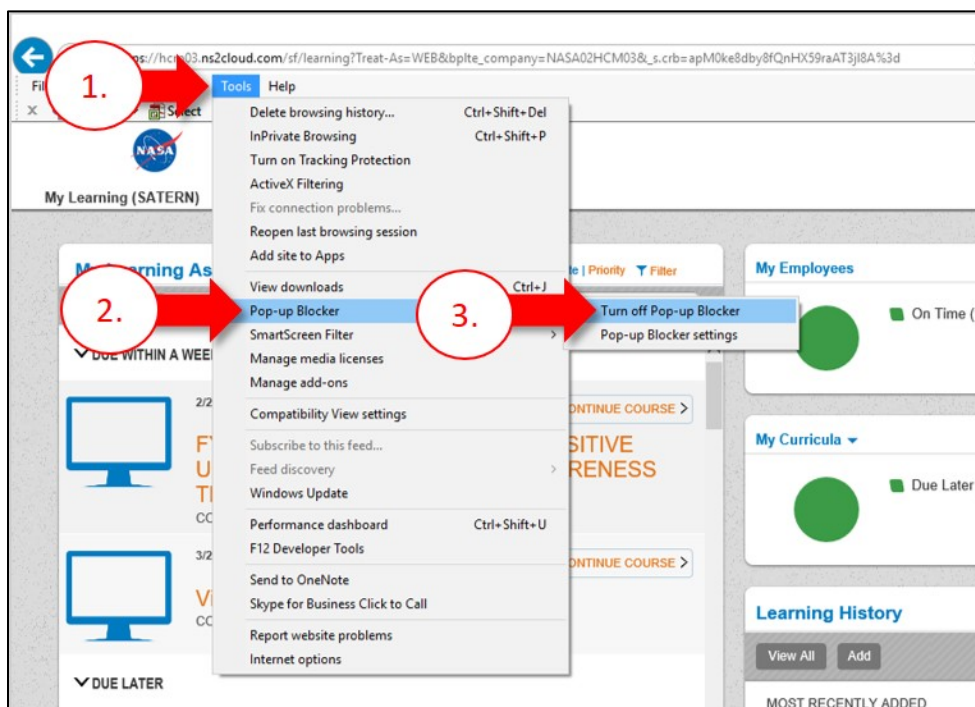 ps://hcm03.ns2cloud.com/sf/learning?Treat-As=WEB&bplte_company=NASA02HCM03&_s.crb=apM0ke8dby8fQnHX59raAT3jI8A%3d
1.
Tools Help
X Select
NASA
My Learning (SATERN)
Delete browsing history... Ctrl+Shift+Del
InPrivate Browsing Ctrl+Shift+P
Turn on Tracking Protection
ActiveX Filtering
Fix connection problems...
Reopen last browsing session
Add site to Apps
View downloads Ctrl+J
Pop-up Blocker
SmartScreen Filter
Manage media licenses
Manage add-ons
Compatibility View settings
Subscribe to this feed...
Feed discovery
Windows Update
Performance dashboard Ctrl+Shift+U
F12 Developer Tools
Send to OneNote
Skype for Business Click to Call
Report website problems
Internet options
2.
3.
Turn off Pop-up Blocker
Pop-up Blocker settings
Priority Filter
DUE WITHIN A WEE
2/2
CONTINUE COURSE
SITIVE
RENESS
3/2
CONTINUE COURSE
DUE LATER
My Employees
On Time (
My Curricula
Due Later
Learning History
View All Add
MOST RECENTLY ADDED